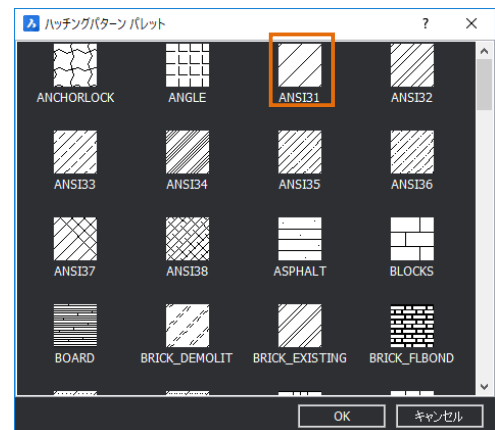 ハッチングパターン パレット ? ×
ANCHORLOCK ANGLE ANSI31 ANSI32
ANSI33 ANSI34 ANSI35 ANSI36
ANSI37 ANSI38 ASPHALT BLOCKS
BOARD BRICK_DEMOLIT BRICK_EXISTING BRICK_FLBOND
OK キャンセル